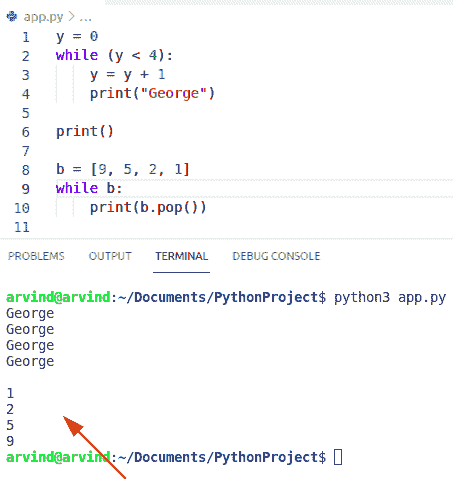 app.py > ...
1 y = 0
2 while (y < 4):
3     y = y + 1
4     print("George")
5
6 print()
7
8 b = [9, 5, 2, 1]
9 while b:
10     print(b.pop())
11
PROBLEMS OUTPUT TERMINAL DEBUG CONSOLE
arvind@arvind:~/Documents/PythonProject$ python3 app.py
George
George
George
George

1
2
5
9
arvind@arvind:~/Documents/PythonProject$